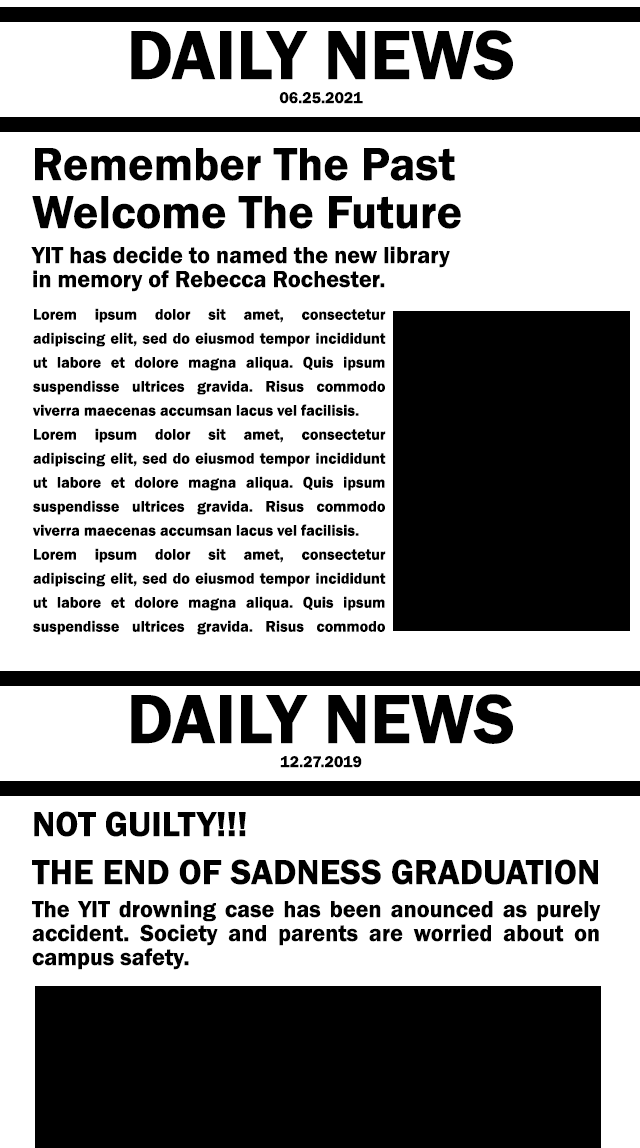 DAILY NEWS
06.25.2021
Remember The Past
Welcome The Future
YIT has decide to named the new library
in memory of Rebecca Rochester.
Lorem ipsum dolor sit amet, consectetur
adipiscing elit, sed do eiusmod tempor incididunt
ut labore et dolore magna aliqua. Quis ipsum
suspendisse ultrices gravida. Risus commodo
viverra maecenas accumsan lacus vel facilisis.
Lorem ipsum dolor sit amet, consectetur
adipiscing elit, sed do eiusmod tempor incididunt
ut labore et dolore magna aliqua. Quis ipsum
suspendisse ultrices gravida. Risus commodo
viverra maecenas accumsan lacus vel facilisis.
Lorem ipsum dolor sit amet, consectetur
adipiscing elit, sed do eiusmod tempor incididunt
ut labore et dolore magna aliqua. Quis ipsum
suspendisse ultrices gravida. Risus commodo
DAILY NEWS
12.27.2019
NOT GUILTY!!!
THE END OF SADNESS GRADUATION
The YIT drowning case has been anounced as purely
accident. Society and parents are worried about on
campus safety.